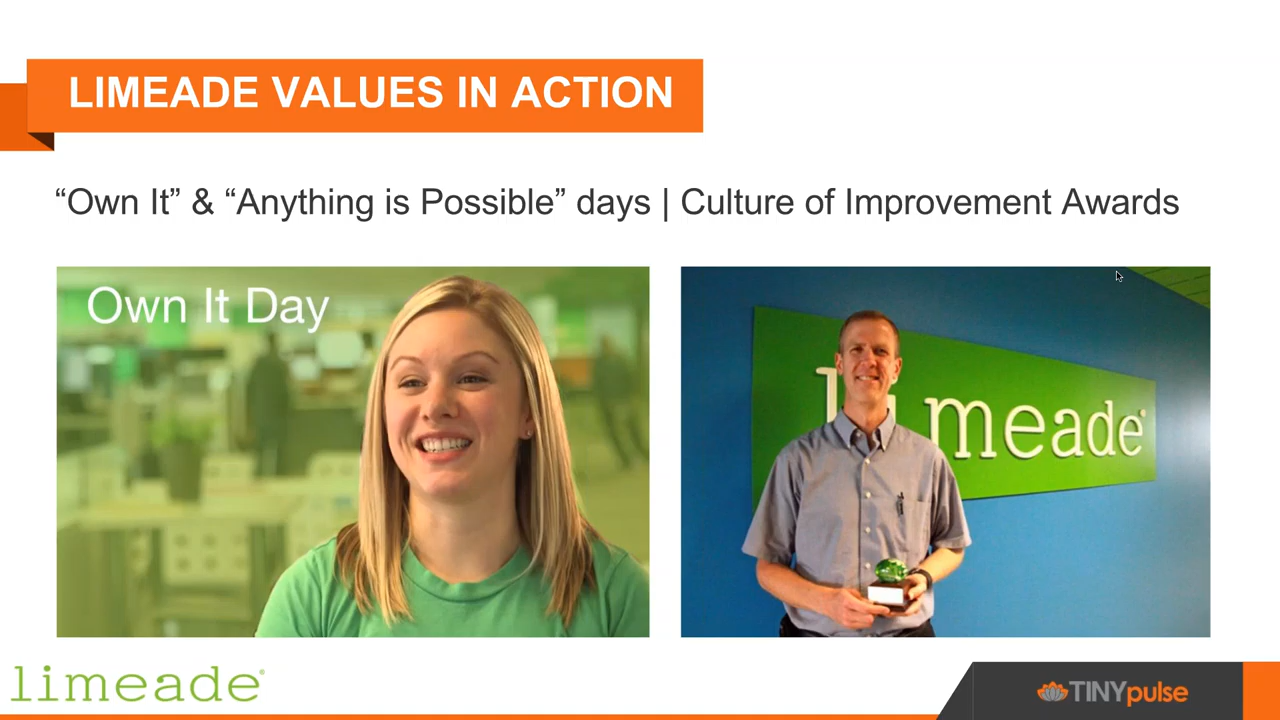 LIMEADE VALUES IN ACTION
“Own It” & “Anything is Possible” days | Culture of Improvement Awards
Own It Day
limeade®
limeade®
TINYpulse